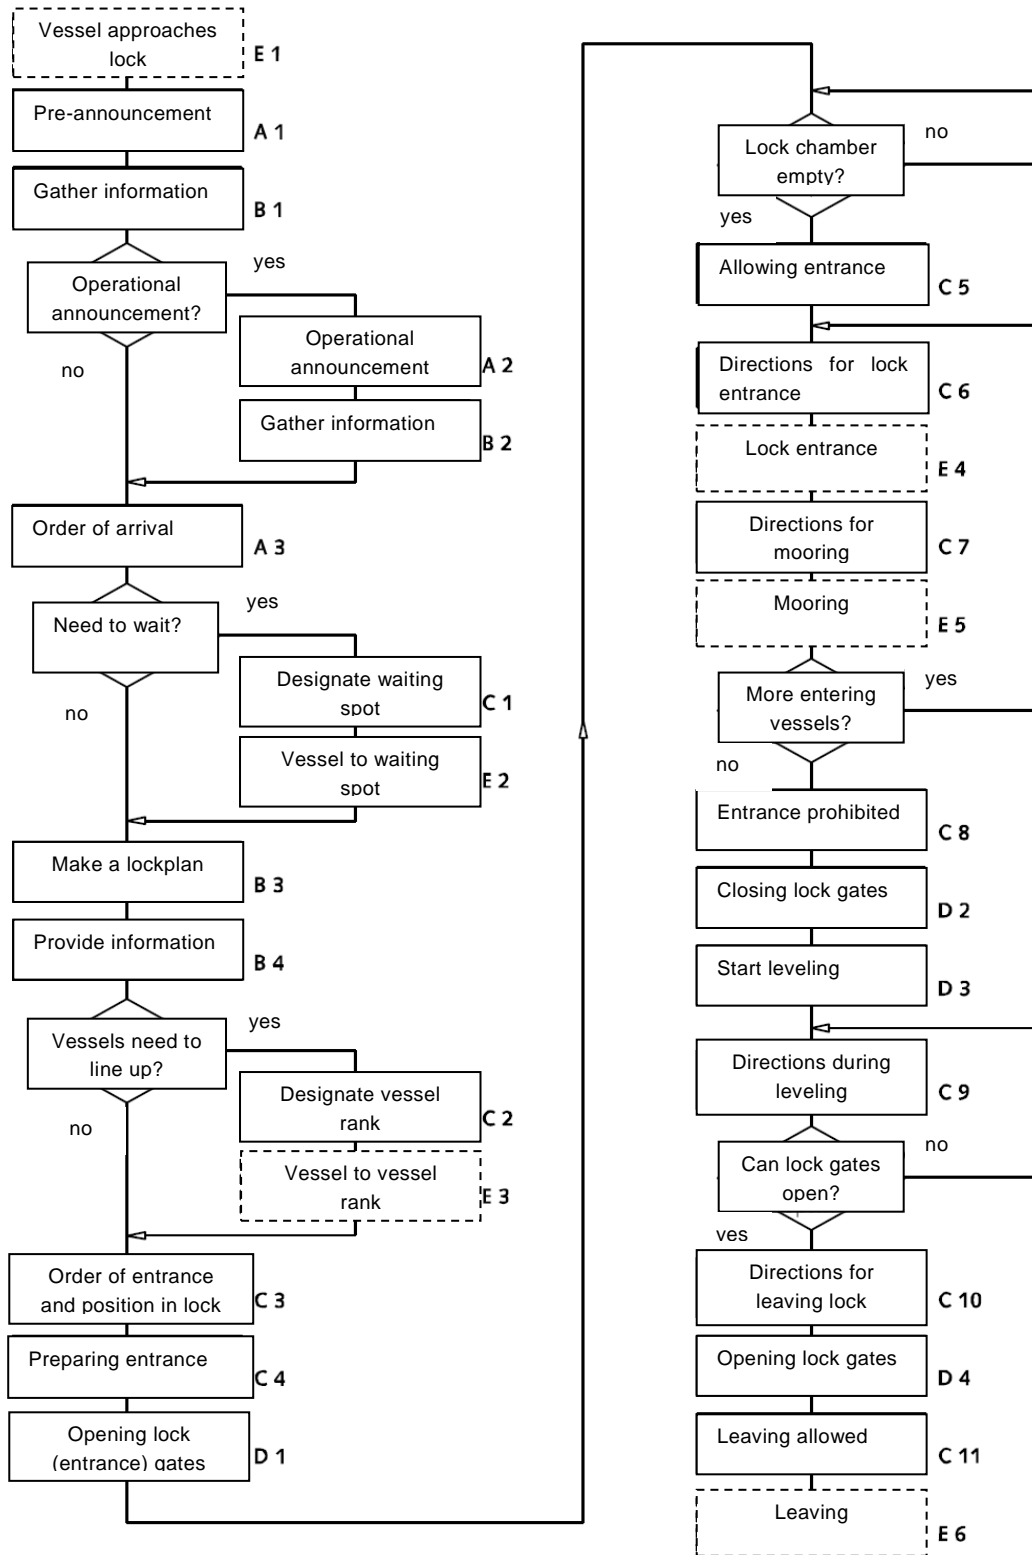 Vessel approaches
lock
E 1
Pre-announcement
A 1
Gather information
B 1
yes
Operational
announcement?
no
Operational
announcement
A 2
Gather information
B 2
Order of arrival
A 3
yes
Need to wait?
no
Designate waiting
spot
C 1
Vessel to waiting
spot
E 2
Make a lockplan
B 3
Provide information
B 4
yes
Vessels need to
line up?
no
Designate vessel
rank
C 2
Vessel to vessel
rank
E 3
Order of entrance
and position in lock
C 3
Preparing entrance
C 4
Opening lock
(entrance) gates
D 1
no
Lock chamber
empty?
yes
Allowing entrance
C 5
Directions for lock
entrance
C 6
Lock entrance
E 4
Directions for
mooring
C 7
Mooring
E 5
yes
More entering
vessels?
no
Entrance prohibited
C 8
Closing lock gates
D 2
Start leveling
D 3
Directions during
leveling
C 9
no
Can lock gates
open?
yes
Directions for
leaving lock
C 10
Opening lock gates
D 4
Leaving allowed
C 11
Leaving
E 6